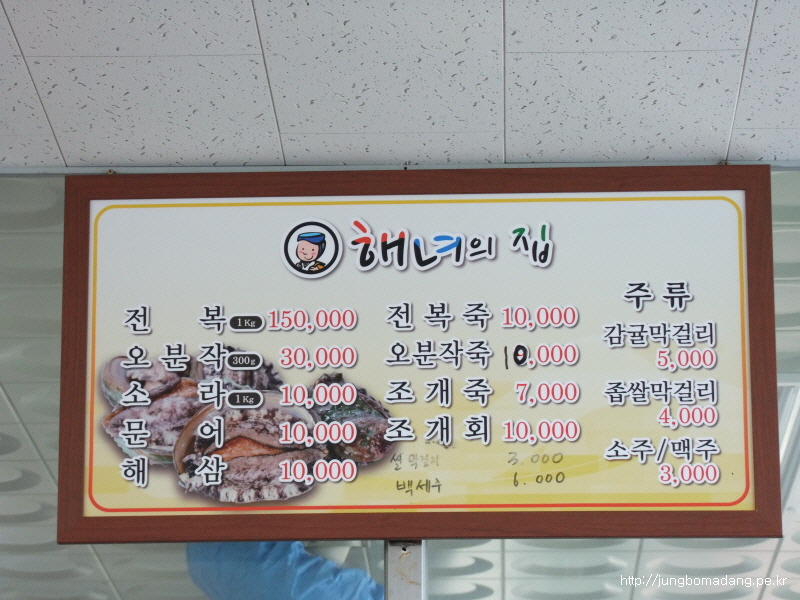 해녀의 집
전 복 1Kg 150,000
오분작 300g 30,000
소 라 1Kg 10,000
문 어 10,000
해 삼 10,000
전복죽 10,000
오분작죽 10,000
조개죽 7,000
조개회 10,000
쌀막걸리 3.000
백세주 6.000
주류
감귤막걸리
5,000
좁쌀막걸리
4,000
소주/맥주
3,000
http://jungbomadang.pe.kr